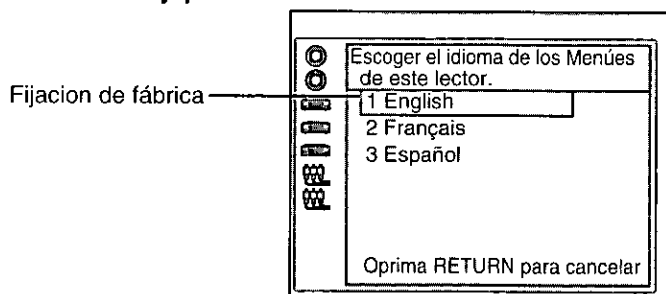 Escoger el idioma de los Menúes
de este lector.
Fijacion de fábrica
1 English
2 Français
3 Español
Oprima RETURN para cancelar